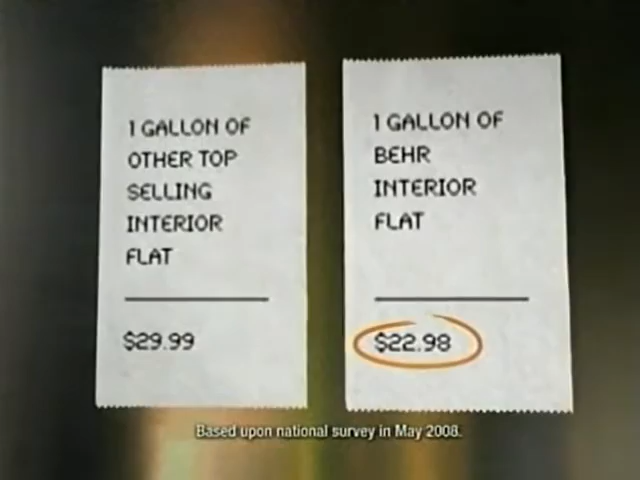 1 GALLON OF
OTHER TOP
SELLING
INTERIOR
FLAT
$29.99
1 GALLON OF
BEHR
INTERIOR
FLAT
$22.98
Based upon national survey in May 2008.